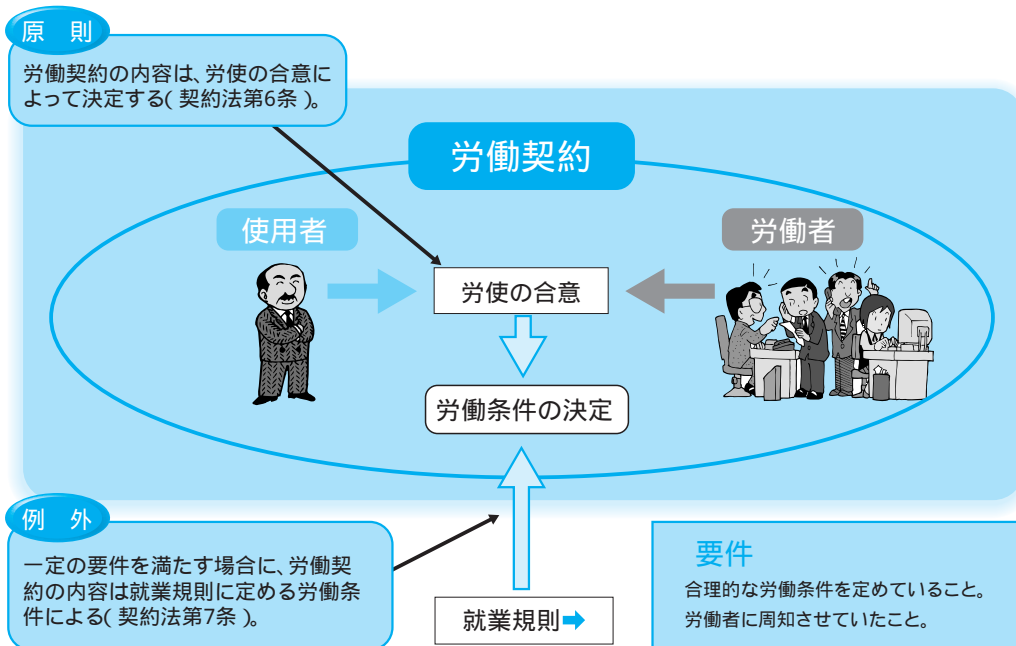 原 則
労働契約の内容は、労使の合意に
よって決定する( 契約法第6条 )。
労働契約
使用者
労働者
労使の合意
労働条件の決定
例 外
一定の要件を満たす場合に、労働契
約の内容は就業規則に定める労働条
件による( 契約法第7条 )。
就業規則➡
要件
合理的な労働条件を定めていること。
労働者に周知させていたこと。